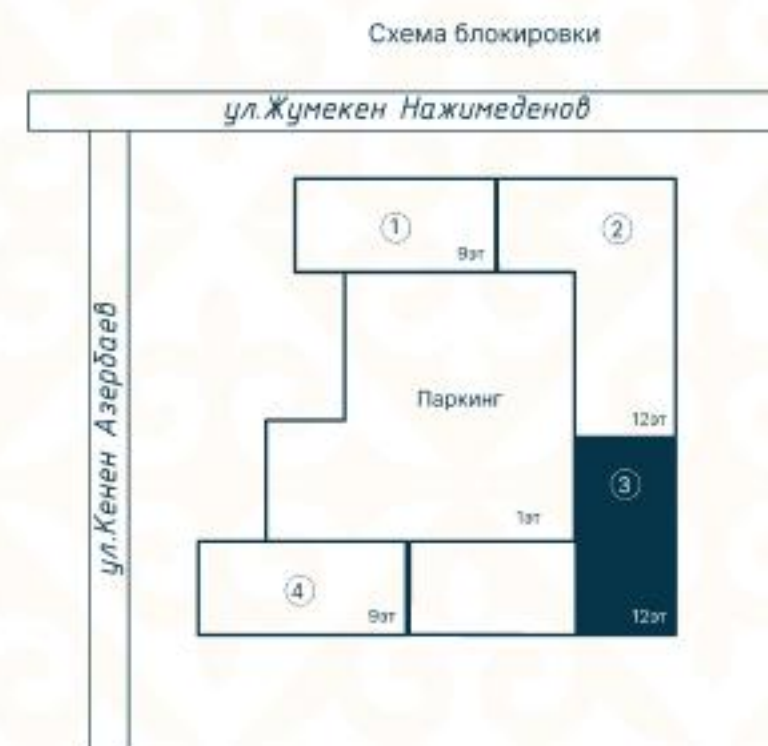 Схема блокировки
ул.Жумекен Нажимеденов
1
9эт
2
ул.Кенен Азербаев
Паркинг
12эт
3
1эт
4
9эт
12эт